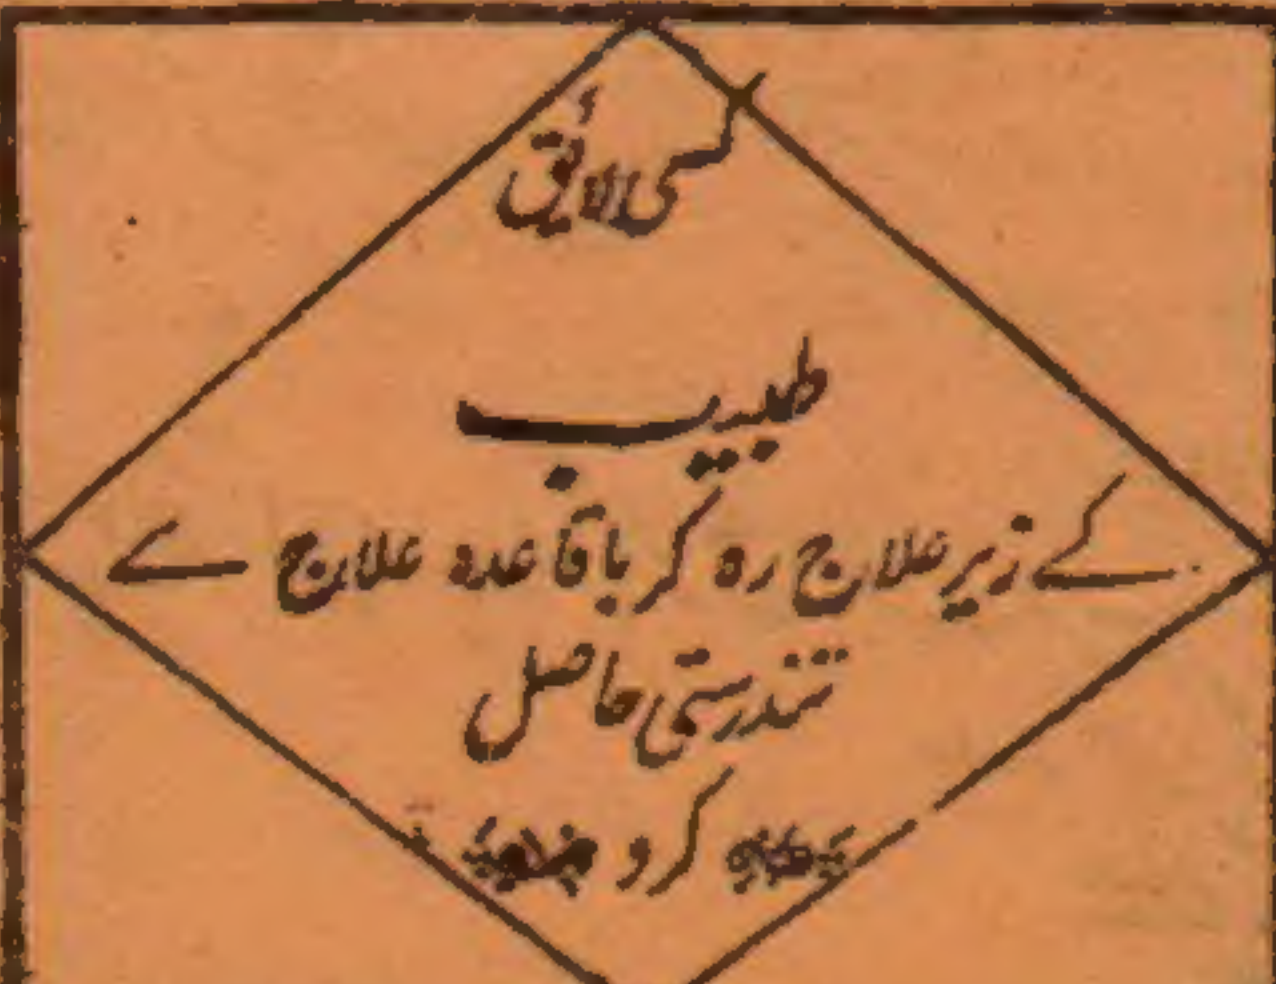 کسی لائق
طبیب
کے زیر علاج رہ کر باقاعدہ علاج سے
تندرستی حاصل
کرو